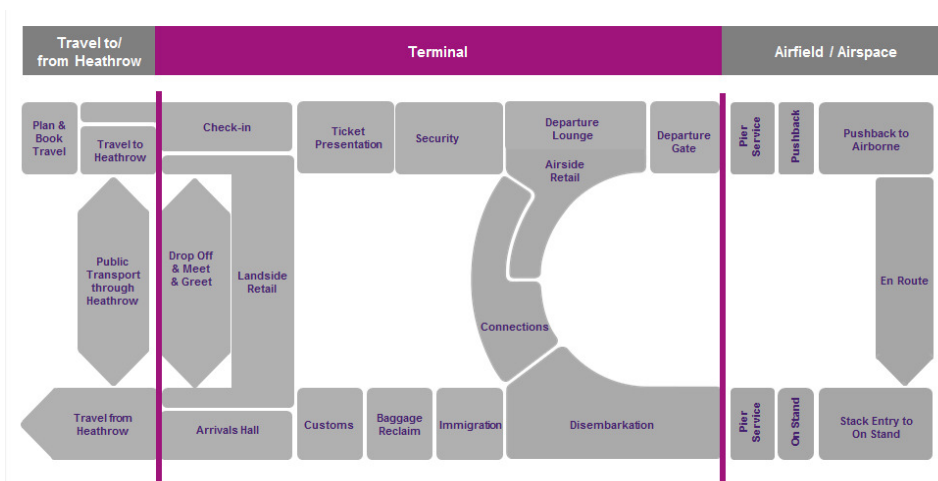 Travel to/
from Heathrow
Terminal
Airfield / Airspace
Plan &
Book
Travel
Travel to
Heathrow
Check-in
Ticket
Presentation
Security
Departure
Lounge
Airside
Retail
Departure
Gate
Pier
Service
Pushback
Pushback to
Airborne
Public
Transport
through
Heathrow
Drop Off
& Meet
& Greet
Landside
Retail
Connections
En Route
Travel from
Heathrow
Arrivals Hall
Customs
Baggage
Reclaim
Immigration
Disembarkation
Pier
Service
On Stand
Stack Entry to
On Stand